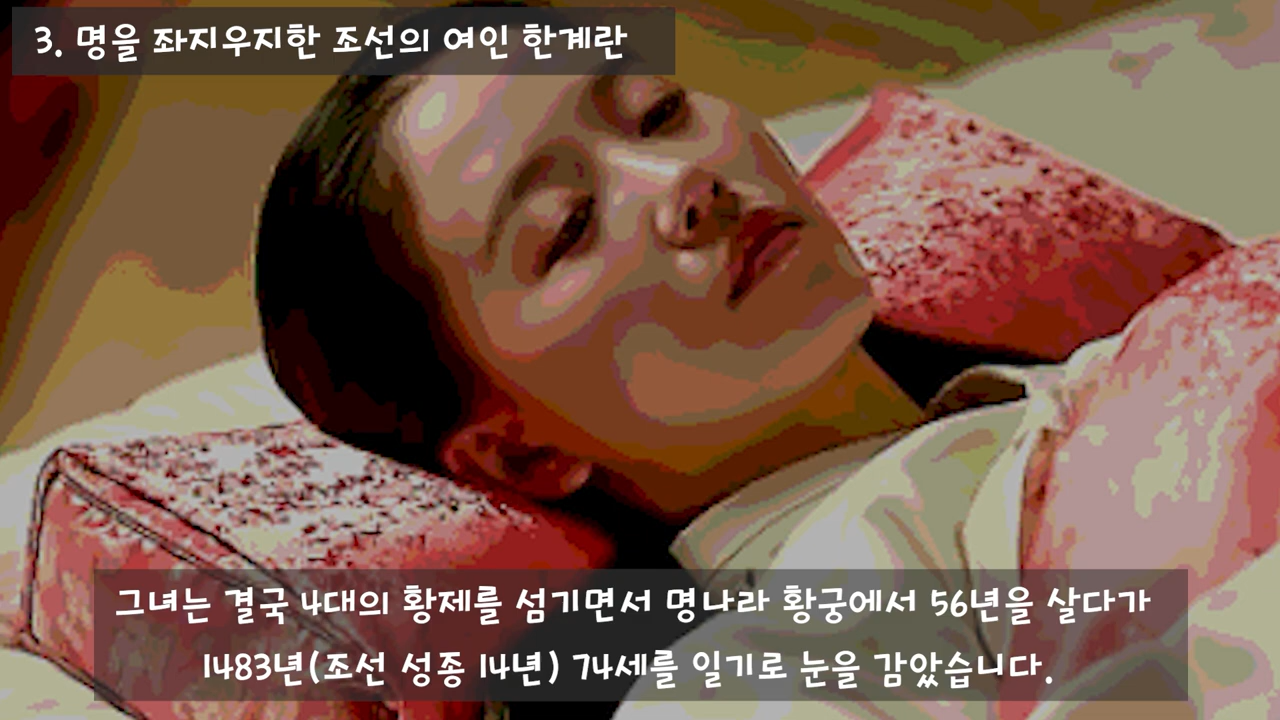 3. 명을 좌지우지한 조선의 여인 한계란
그녀는 결국 4대의 황제를 섬기면서 명나라 황궁에서 56년을 살다가
1483년(조선 성종 14년) 74세를 일기로 눈을 감았습니다.